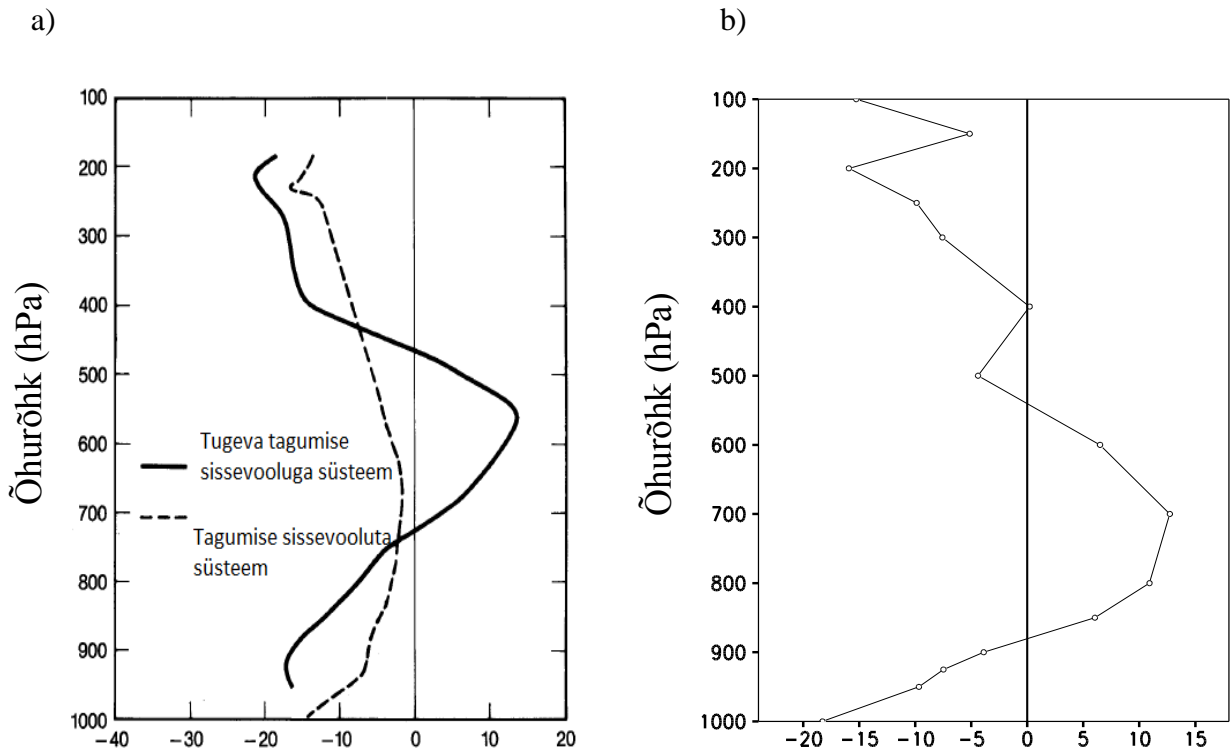 a)
b)
100
200
300
400
500
600
700
800
900
1000
−40 −30 −20 −10 0 10 20
Õhurõhk (hPa)
Tugeva tagumise
sissevooluga süsteem
Tagumise sissevooluta
süsteem
100
200
300
400
500
600
700
800
900
1000
−20 −15 −10 −5 0 5 10 15
Õhurõhk (hPa)